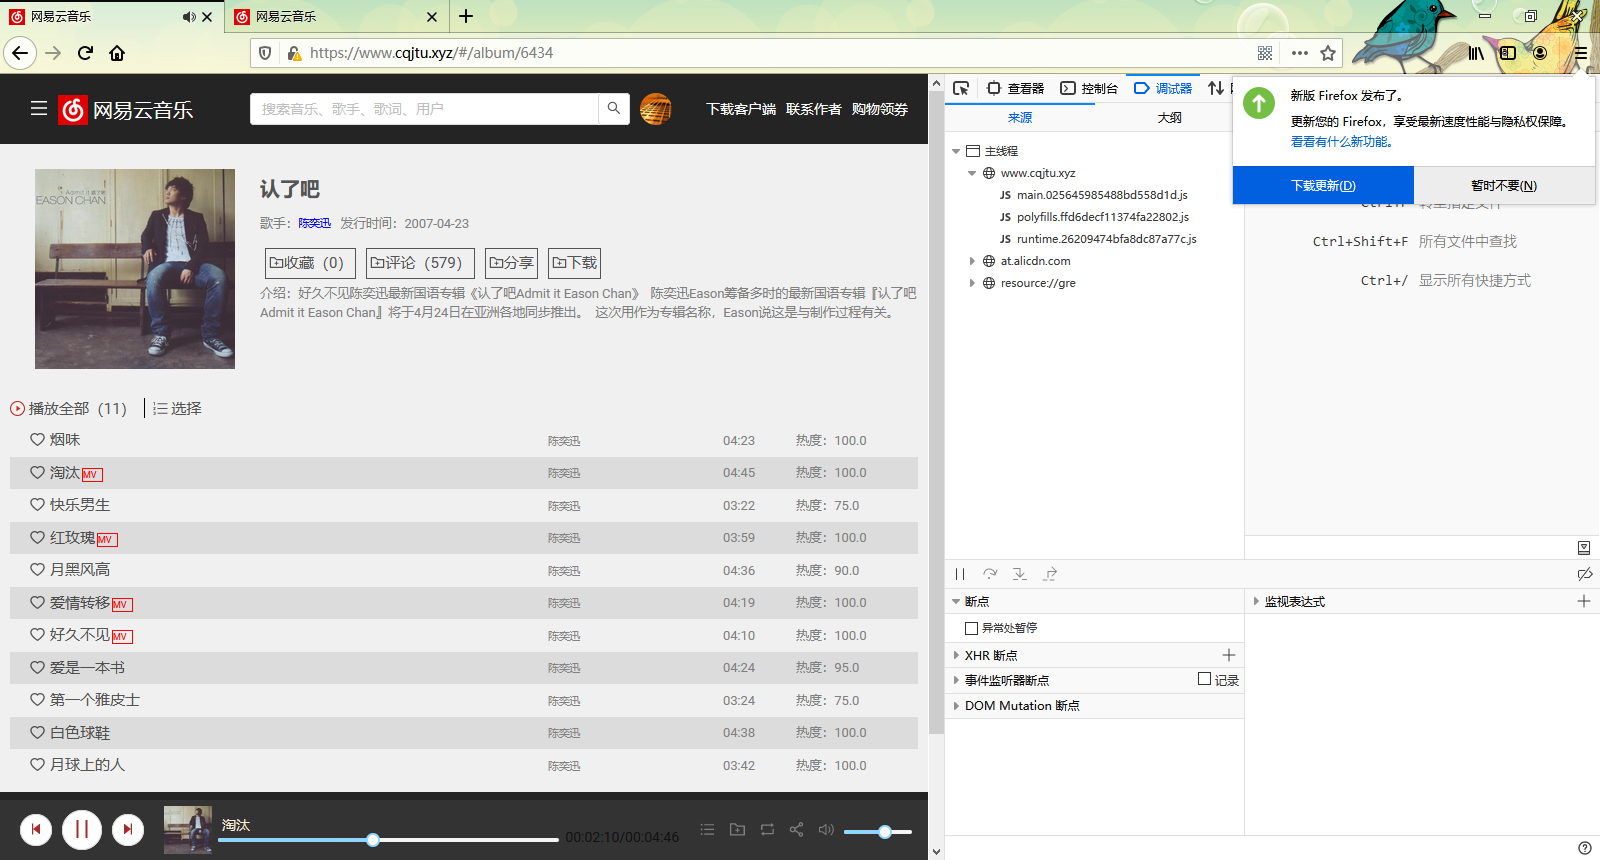 网易云音乐
网易云音乐
https://www.cqjtu.xyz/#/album/6434
网易云音乐
搜索音乐、歌手、歌词、用户
下载客户端 联系作者 购物领券
Admit it
EASON CHAN
认了吧
歌手：陈奕迅 发行时间：2007-04-23
收藏（0） 评论（579） 分享 下载
介绍：好久不见陈奕迅最新国语专辑《认了吧Admit it Eason Chan》 陈奕迅Eason筹备多时的最新国语专辑『认了吧
Admit it Eason Chan』将于4月24日在亚洲各地同步推出。 这次用作为专辑名称，Eason说这是与制作过程有关。
播放全部（11） 选择
烟味 陈奕迅 04:23 热度：100.0
淘汰 MV 陈奕迅 04:45 热度：100.0
快乐男生 陈奕迅 03:22 热度：75.0
红玫瑰 MV 陈奕迅 03:59 热度：100.0
月黑风高 陈奕迅 04:36 热度：90.0
爱情转移 MV 陈奕迅 04:19 热度：100.0
好久不见 MV 陈奕迅 04:10 热度：100.0
爱是一本书 陈奕迅 04:24 热度：95.0
第一个雅皮士 陈奕迅 03:24 热度：75.0
白色球鞋 陈奕迅 04:38 热度：100.0
月球上的人 陈奕迅 03:42 热度：100.0
淘汰
00:02:10/00:04:46
查看器 控制台 调试器
来源 大纲
主线程
www.cqjtu.xyz
JS main.025645985488bd558d1d.js
JS polyfills.ffd6decf11374fa22802.js
JS runtime.26209474bfa8dc87a77c.js
at.alicdn.com
resource://gre
新版 Firefox 发布了。
更新您的 Firefox，享受最新速度性能与隐私权保障。
看看有什么新功能。
下载更新(D) 暂时不要(N)
Ctrl+Shift+F 所有文件中查找
Ctrl+/ 显示所有快捷方式
断点
异常处暂停
XHR 断点
事件监听器断点 记录
DOM Mutation 断点
监视表达式